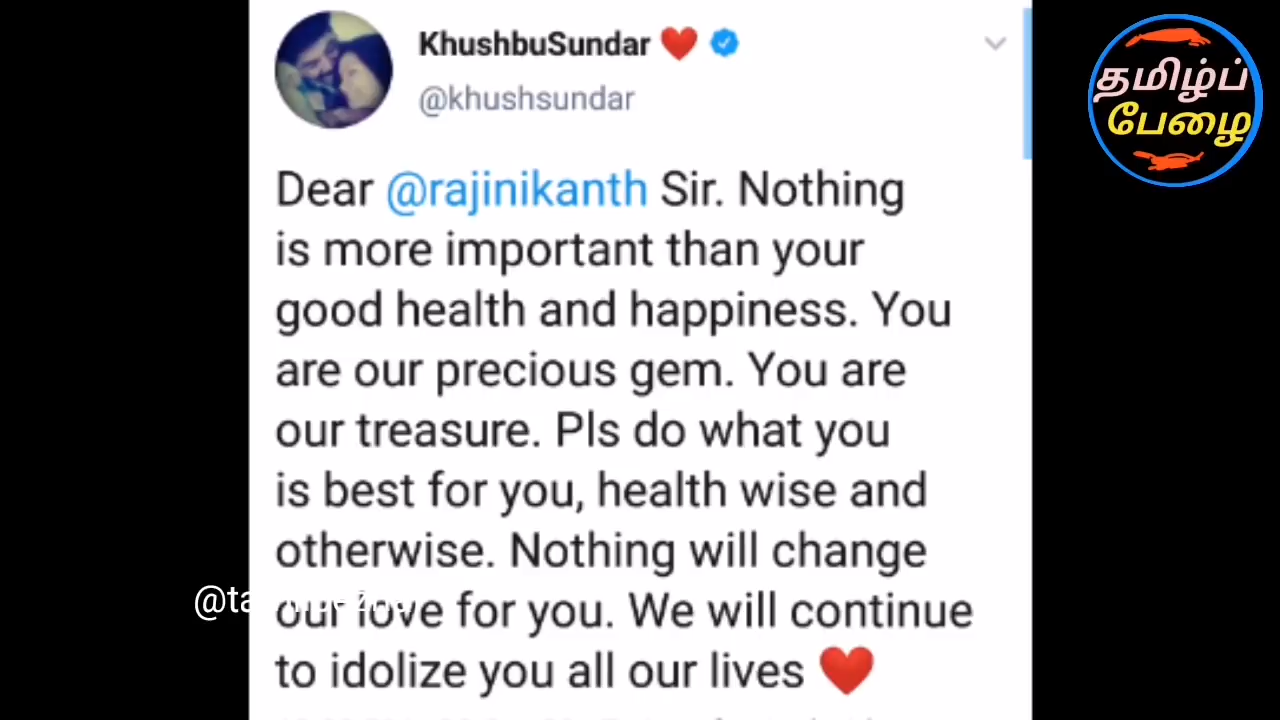 KhushbuSundar ❤️
@khushsundar
தமிழ்ப்
பேழை
Dear @rajinikanth Sir. Nothing
is more important than your
good health and happiness. You
are our precious gem. You are
our treasure. Pls do what you
is best for you, health wise and
otherwise. Nothing will change
our love for you. We will continue
to idolize you all our lives ❤️